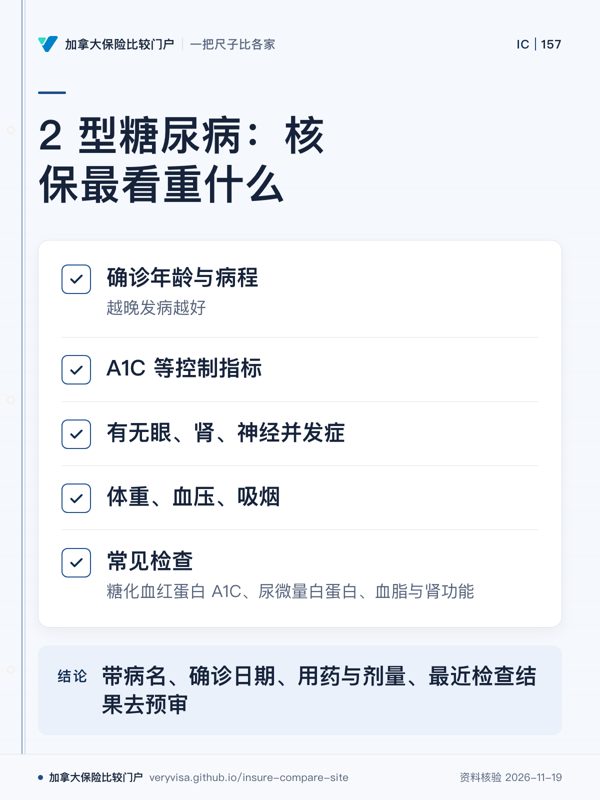 加拿大保险比较门户 | 一把尺子比各家
IC | 157
2 型糖尿病：核
保最看重什么
确诊年龄与病程
越晚发病越好
A1C 等控制指标
有无眼、肾、神经并发症
体重、血压、吸烟
常见检查
糖化血红蛋白 A1C、尿微量白蛋白、血脂与肾功能
结论
带病名、确诊日期、用药与剂量、最近检查结
果去预审
加拿大保险比较门户 veryvisa.github.io/insure-compare-site
资料核验 2026-11-19